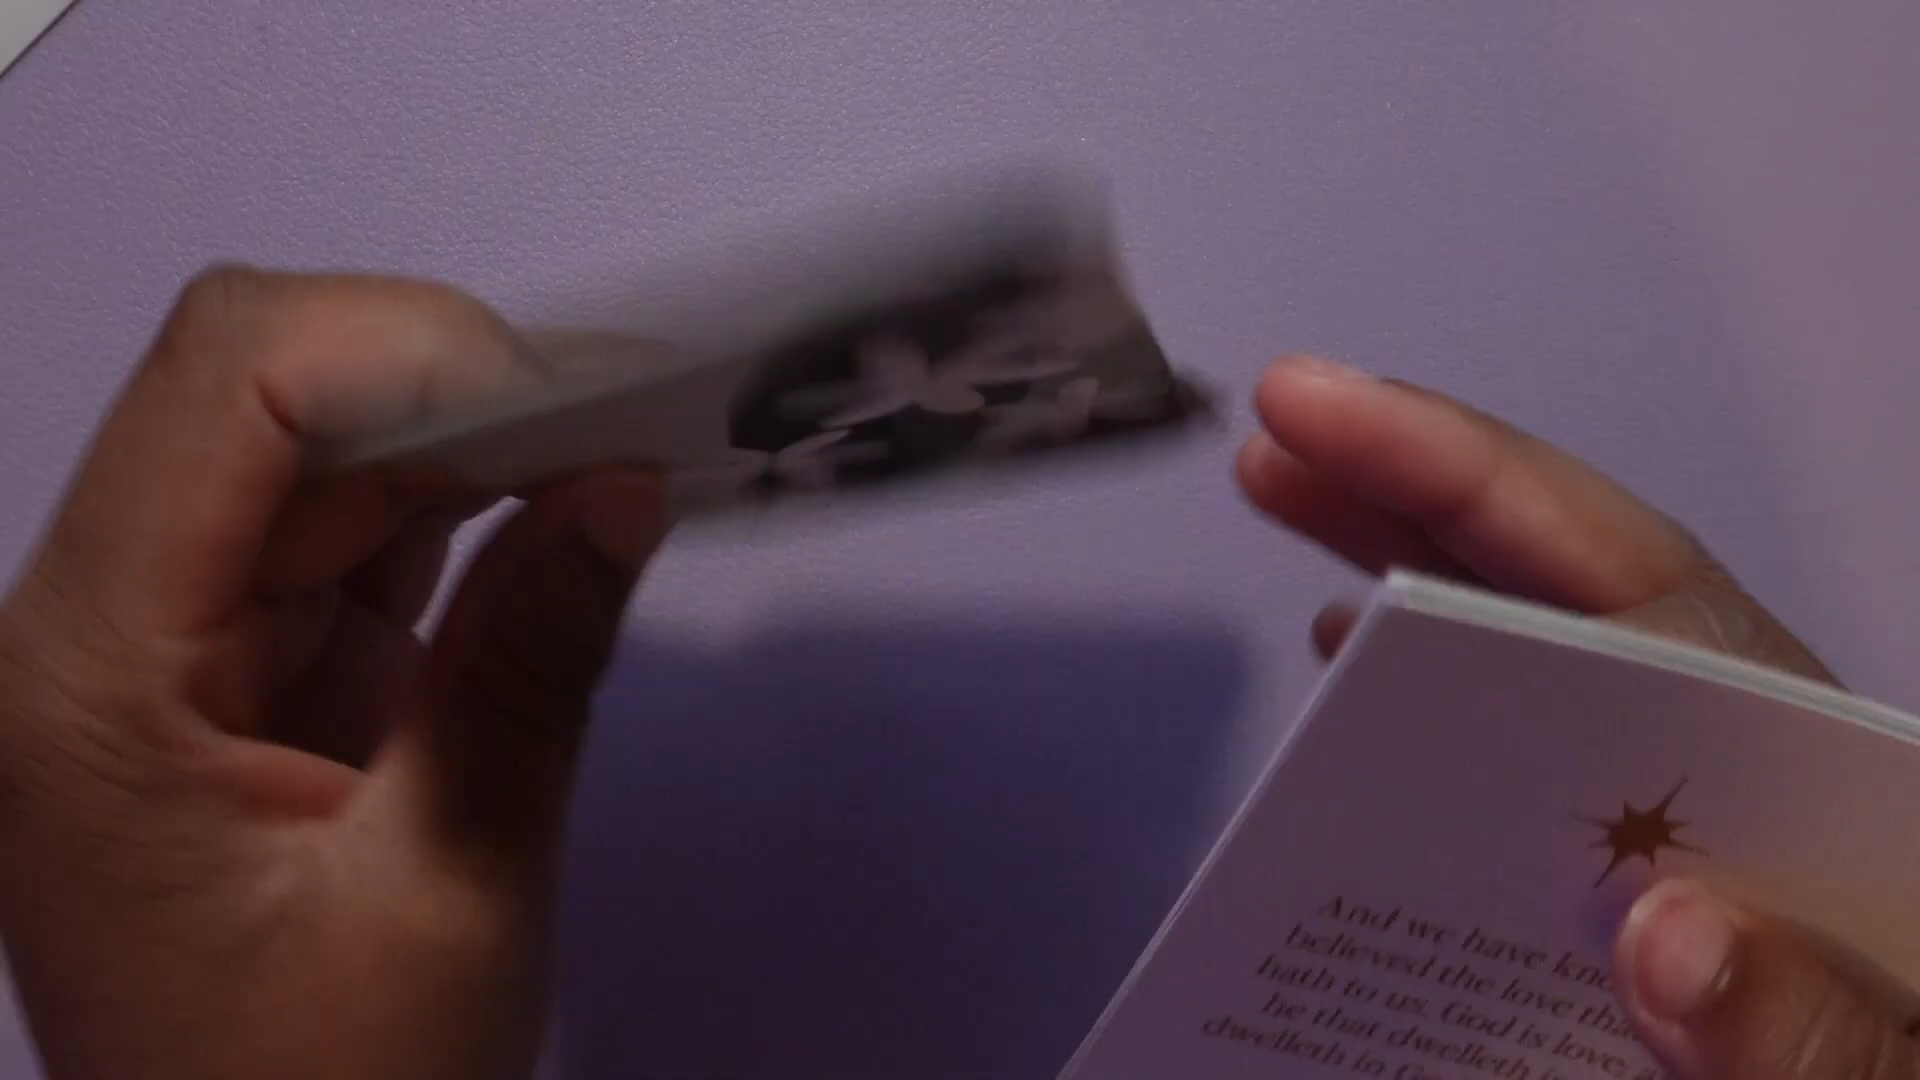 And we have
believed the love
hath to us. God is love,
he that dwelleth
dwelleth in